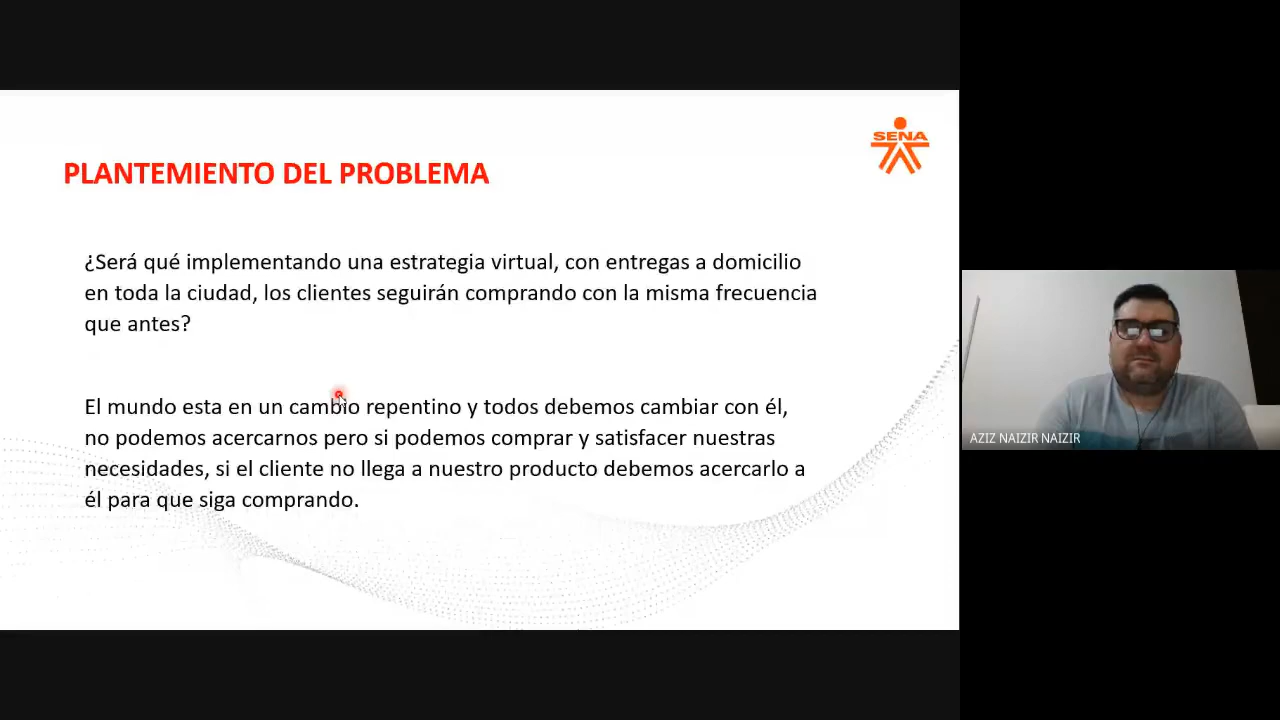 SENA
PLANTEMIENTO DEL PROBLEMA
¿Será qué implementando una estrategia virtual, con entregas a domicilio
en toda la ciudad, los clientes seguirán comprando con la misma frecuencia
que antes?
El mundo esta en un cambio repentino y todos debemos cambiar con él,
no podemos acercarnos pero si podemos comprar y satisfacer nuestras
necesidades, si el cliente no llega a nuestro producto debemos acercarlo a
él para que siga comprando.
AZIZ NAIZIR NAIZIR